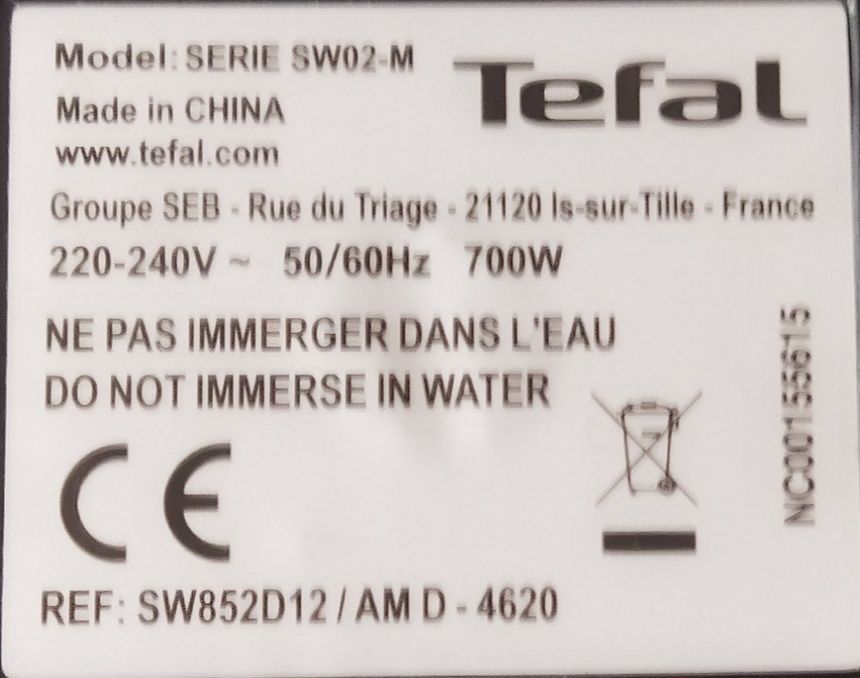 Model: SERIE SW02-M
Tefal
Made in CHINA
www.tefal.com
Groupe SEB - Rue du Triage - 21120 Is-sur-Tille - France
220-240V ~ 50/60Hz 700W
NE PAS IMMERGER DANS L'EAU
DO NOT IMMERSE IN WATER
NC00155615
CE
REF: SW852D12 / AM D - 4620